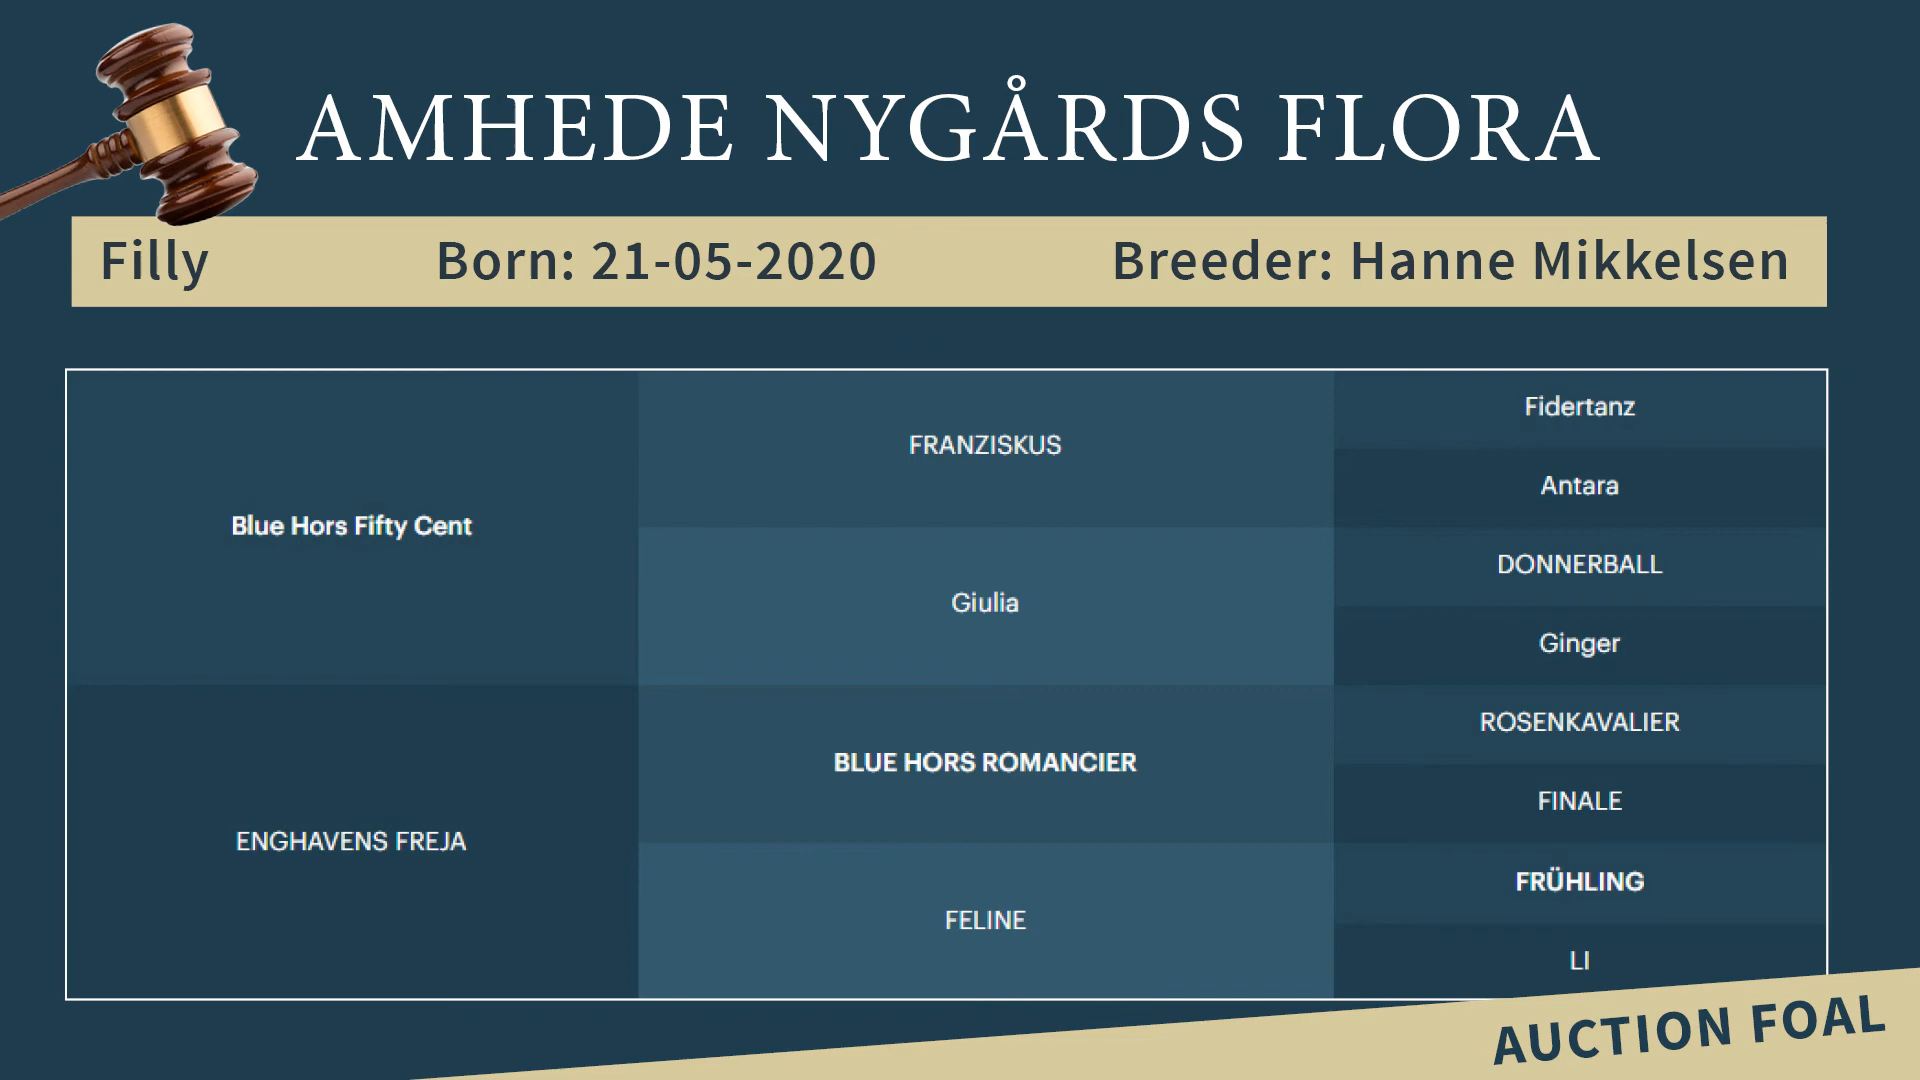 AMHEDE NYGÅRDS FLORA
Filly Born: 21-05-2020 Breeder: Hanne Mikkelsen
Blue Hors Fifty Cent
FRANZISKUS
Fidertanz
Antara
Giulia
DONNERBALL
Ginger
ENGHAVENS FREJA
BLUE HORS ROMANCIER
ROSENKAVALIER
FINALE
FELINE
FRÜHLING
LI
AUCTION FOAL